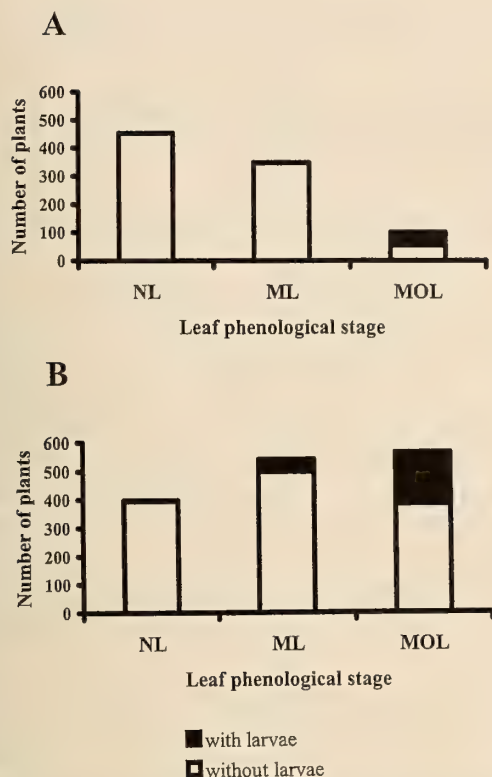 A
Number of plants
600
500
400
300
200
100
0
NL ML MOL
Leaf phenological stage
B
Number of plants
600
500
400
300
200
100
0
NL ML MOL
Leaf phenological stage
with larvae
without larvae